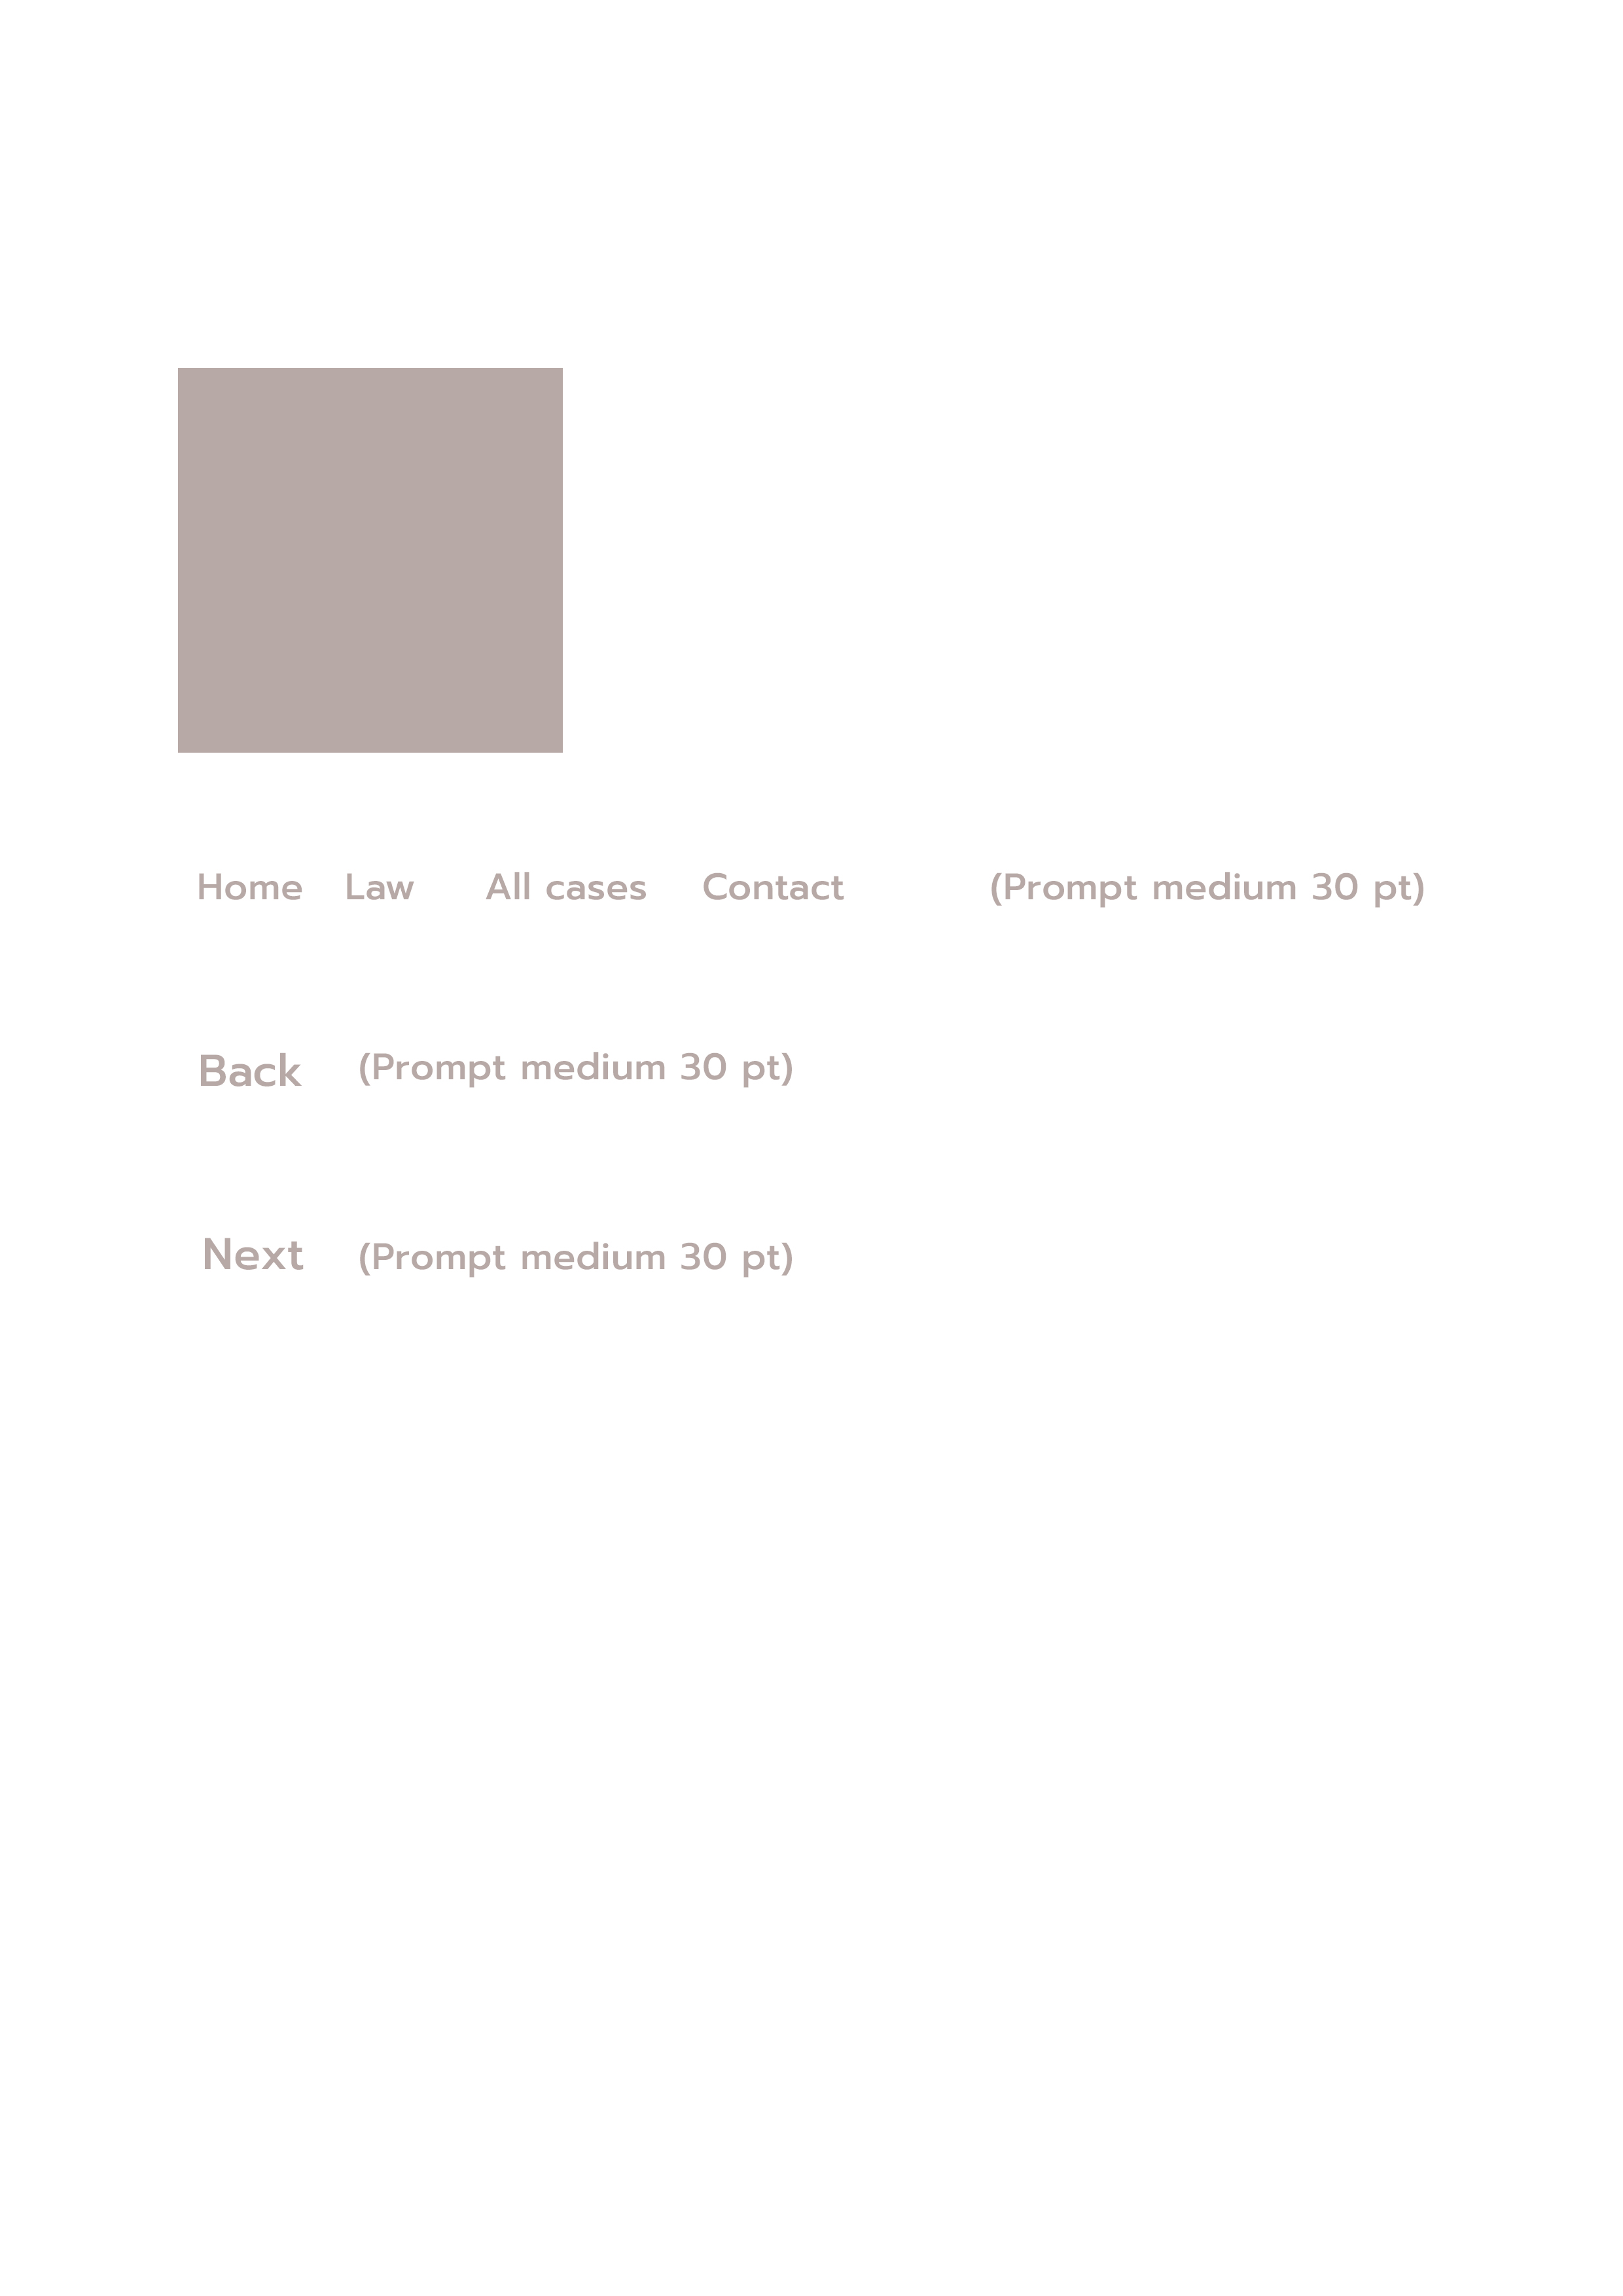 Home Law All cases Contact (Prompt medium 30 pt)
Back (Prompt medium 30 pt)
Next (Prompt medium 30 pt)